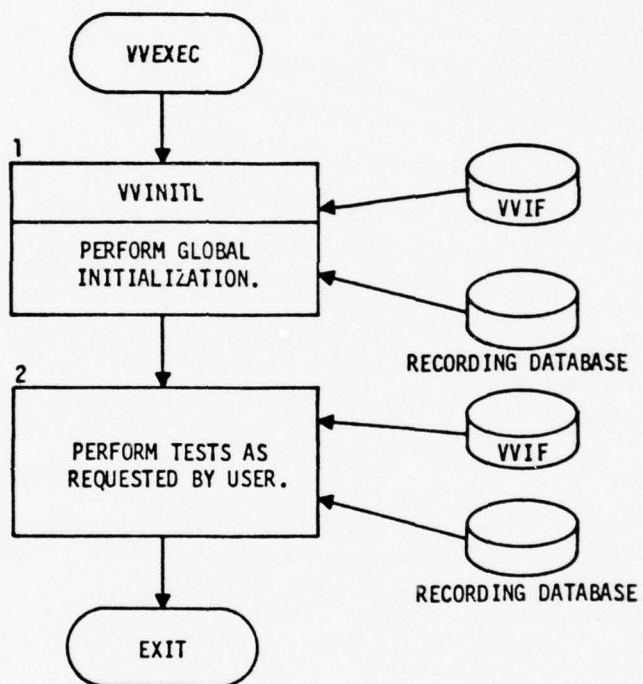 VVEXEC
1
VVINITL
PERFORM GLOBAL
INITIALIZATION.
VVIF
RECORDING DATABASE
2
PERFORM TESTS AS
REQUESTED BY USER.
VVIF
RECORDING DATABASE
EXIT